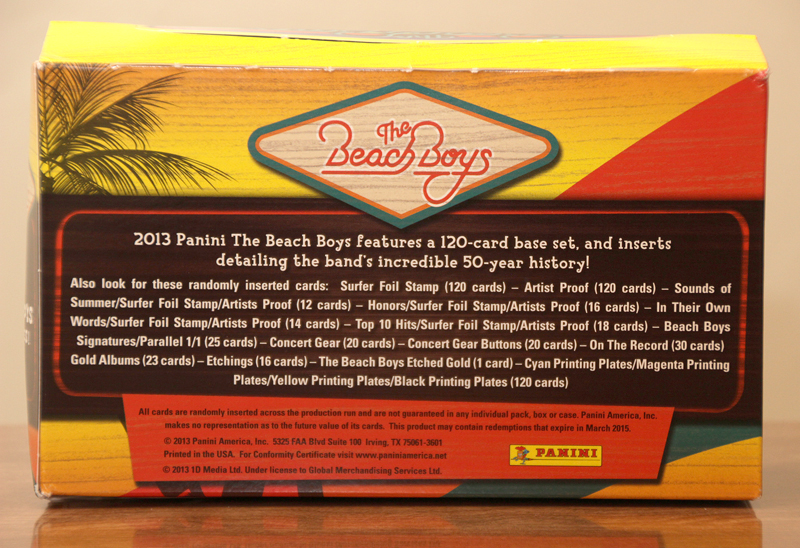 The
Beach Boys
2013 Panini The Beach Boys features a 120-card base set, and inserts
detailing the band's incredible 50-year history!
Also look for these randomly inserted cards: Surfer Foil Stamp (120 cards) – Artist Proof (120 cards) – Sounds of
Summer/Surfer Foil Stamp/Artists Proof (12 cards) – Honors/Surfer Foil Stamp/Artists Proof (16 cards) – In Their Own
Words/Surfer Foil Stamp/Artists Proof (14 cards) – Top 10 Hits/Surfer Foil Stamp/Artists Proof (18 cards) – Beach Boys
Signatures/Parallel 1/1 (25 cards) – Concert Gear (20 cards) – Concert Gear Buttons (20 cards) – On The Record (30 cards)
Gold Albums (23 cards) – Etchings (16 cards) – The Beach Boys Etched Gold (1 card) – Cyan Printing Plates/Magenta Printing
Plates/Yellow Printing Plates/Black Printing Plates (120 cards)
All cards are randomly inserted across the production run and are not guaranteed in any individual pack, box or case. Panini America, Inc.
makes no representation as to the future value of its cards. This product may contain redemptions that expire in March 2015.
© 2013 Panini America, Inc. 5325 FAA Blvd Suite 100 Irving, TX 75061-3601
Printed in the USA. For Conformity Certificate visit www.paniniamerica.net
© 2013 1D Media Ltd. Under license to Global Merchandising Services Ltd.
PANINI